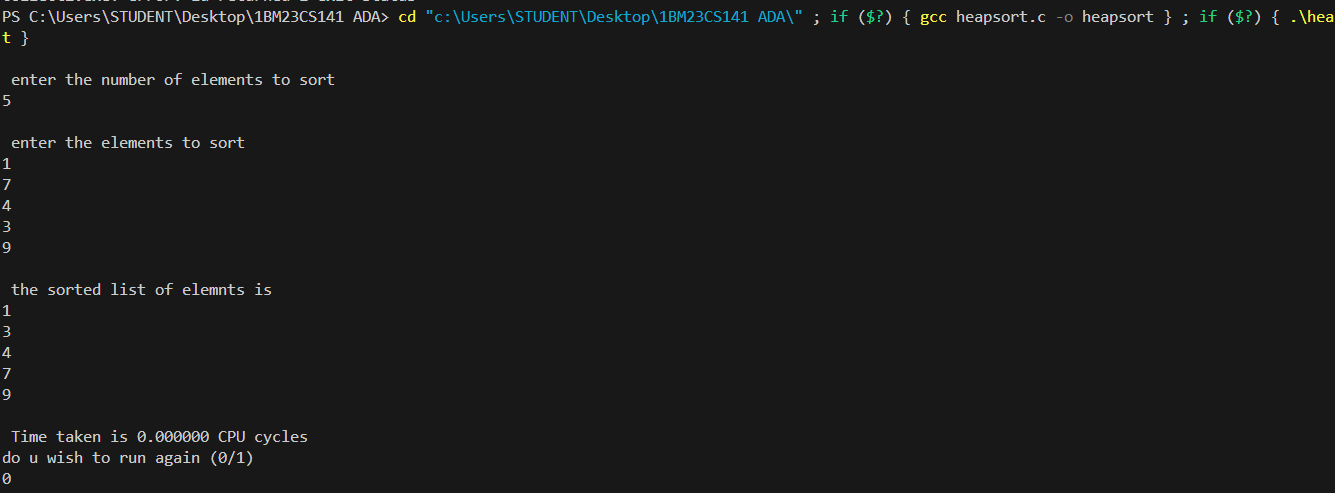 PS C:\Users\STUDENT\Desktop\1BM23CS141 ADA> cd "c:\Users\STUDENT\Desktop\1BM23CS141 ADA\" ; if ($?) { gcc heapsort.c -o heapsort } ; if ($?) { .\hea
t }
enter the number of elements to sort
5
enter the elements to sort
1
7
4
3
9
the sorted list of elemnts is
1
3
4
7
9
Time taken is 0.000000 CPU cycles
do u wish to run again (0/1)
0